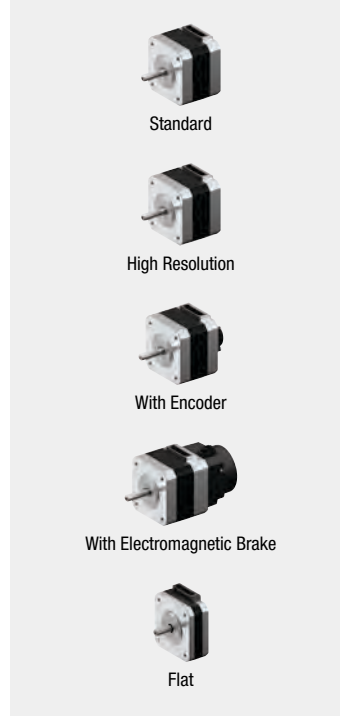 Standard
High Resolution
With Encoder
With Electromagnetic Brake
Flat